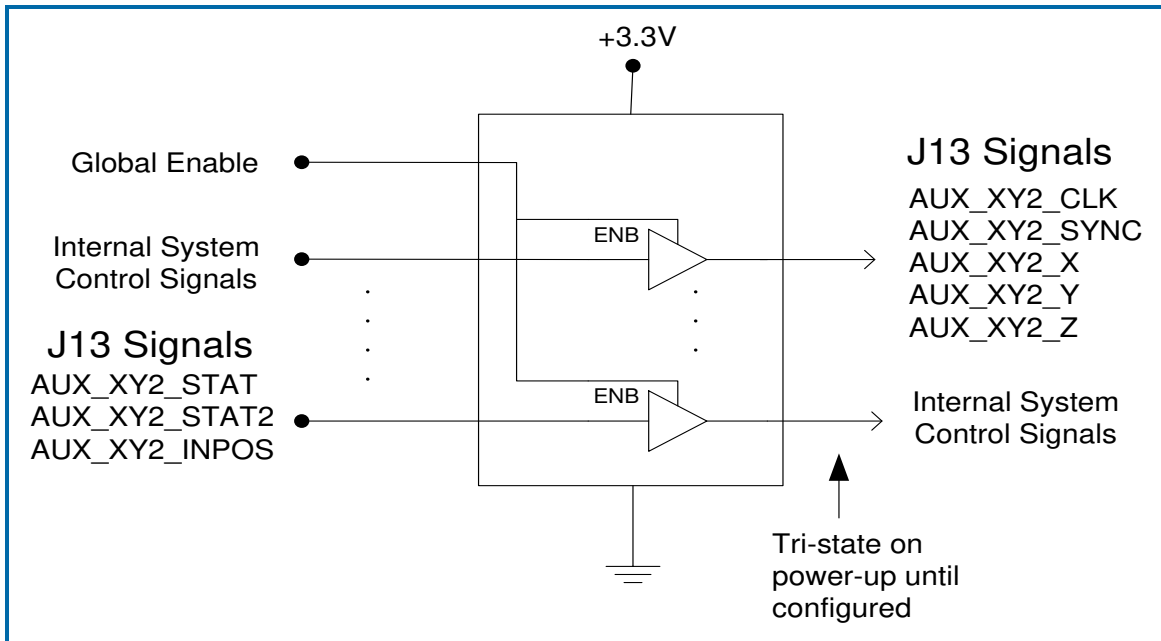 +3.3V
Global Enable
Internal System
Control Signals
J13 Signals
AUX_XY2_STAT
AUX_XY2_STAT2
AUX_XY2_INPOS
ENB
ENB
J13 Signals
AUX_XY2_CLK
AUX_XY2_SYNC
AUX_XY2_X
AUX_XY2_Y
AUX_XY2_Z
Internal System
Control Signals
Tri-state on
power-up until
configured